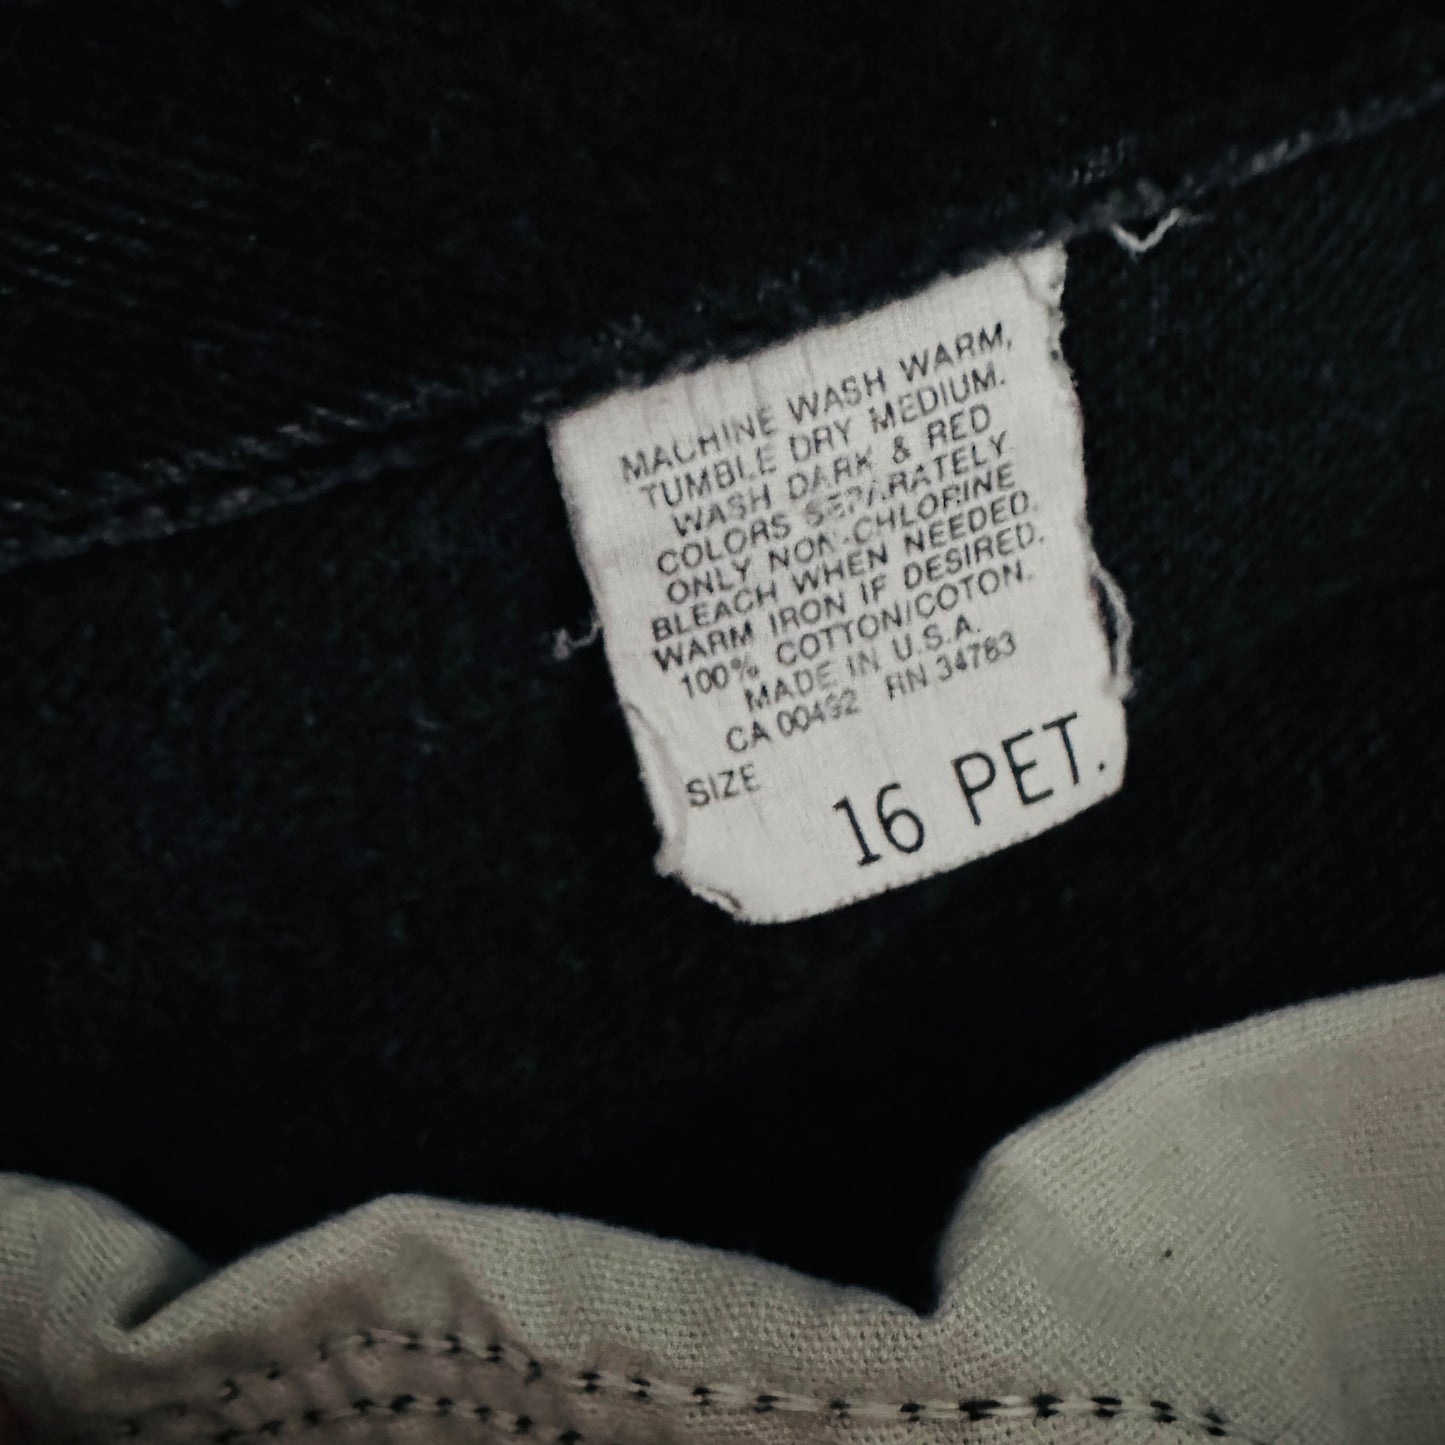 MACHINE WASH WARM,
TUMBLE DRY MEDIUM.
WASH DARK & RED
COLORS SEPARATELY.
ONLY NON-CHLORINE
BLEACH WHEN NEEDED.
WARM IRON IF DESIRED.
100% COTTON/COTON.
MADE IN U.S.A.
CA 00492 RN 34783
SIZE
16 PET.